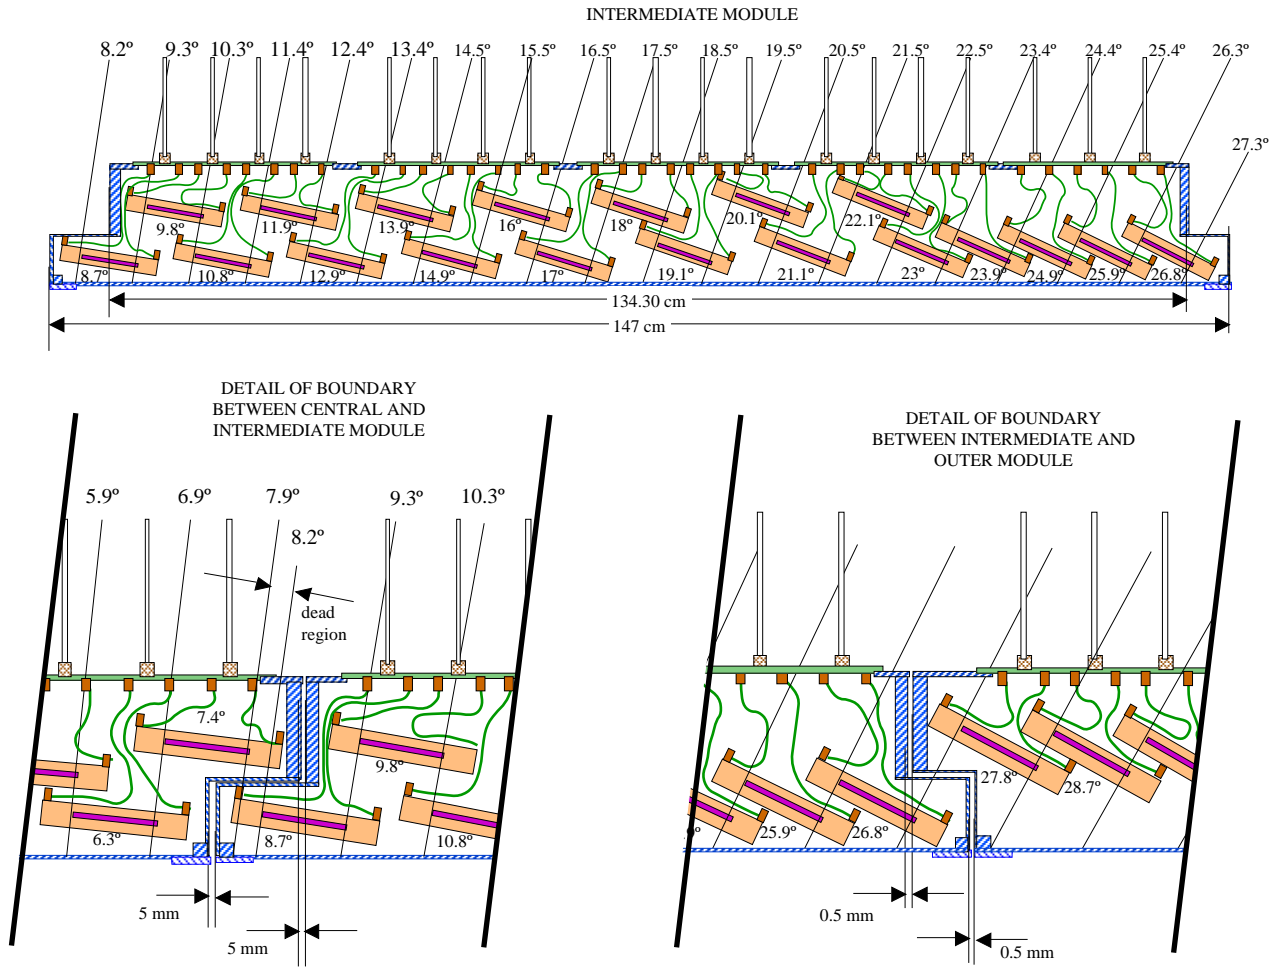 INTERMEDIATE MODULE
8.2º 9.3º 10.3º 11.4º 12.4º 13.4º 14.5º 15.5º 16.5º 17.5º 18.5º 19.5º 20.5º 21.5º 22.5º 23.4º 24.4º 25.4º 26.3º
27.3º
9.8º 11.9º 13.9º 16º 18º 20.1º 22.1º
8.7º 10.8º 12.9º 14.9º 17º 19.1º 21.1º 23º 23.9º 24.9º 25.9º 26.8º
134.30 cm
147 cm
DETAIL OF BOUNDARY
BETWEEN CENTRAL AND
INTERMEDIATE MODULE
5.9º 6.9º 7.9º 9.3º 10.3º
8.2º
dead
region
7.4º
9.8º
6.3º 8.7º 10.8º
5 mm
5 mm
DETAIL OF BOUNDARY
BETWEEN INTERMEDIATE AND
OUTER MODULE
27.8º
28.7º
9º 25.9º 26.8º
0.5 mm
0.5 mm